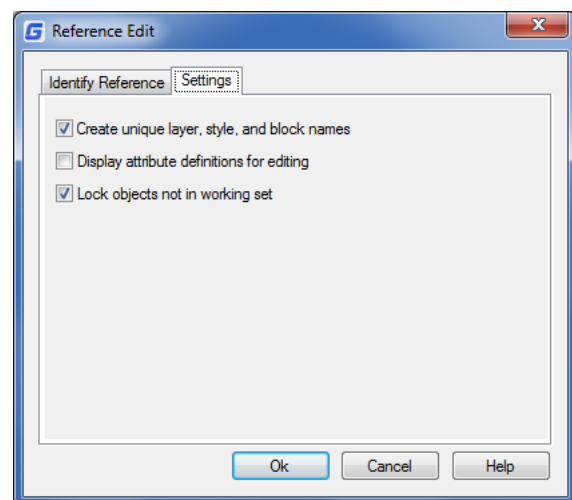 Reference Edit
Identify Reference
Settings
Create unique layer, style, and block names
Display attribute definitions for editing
Lock objects not in working set
Ok
Cancel
Help